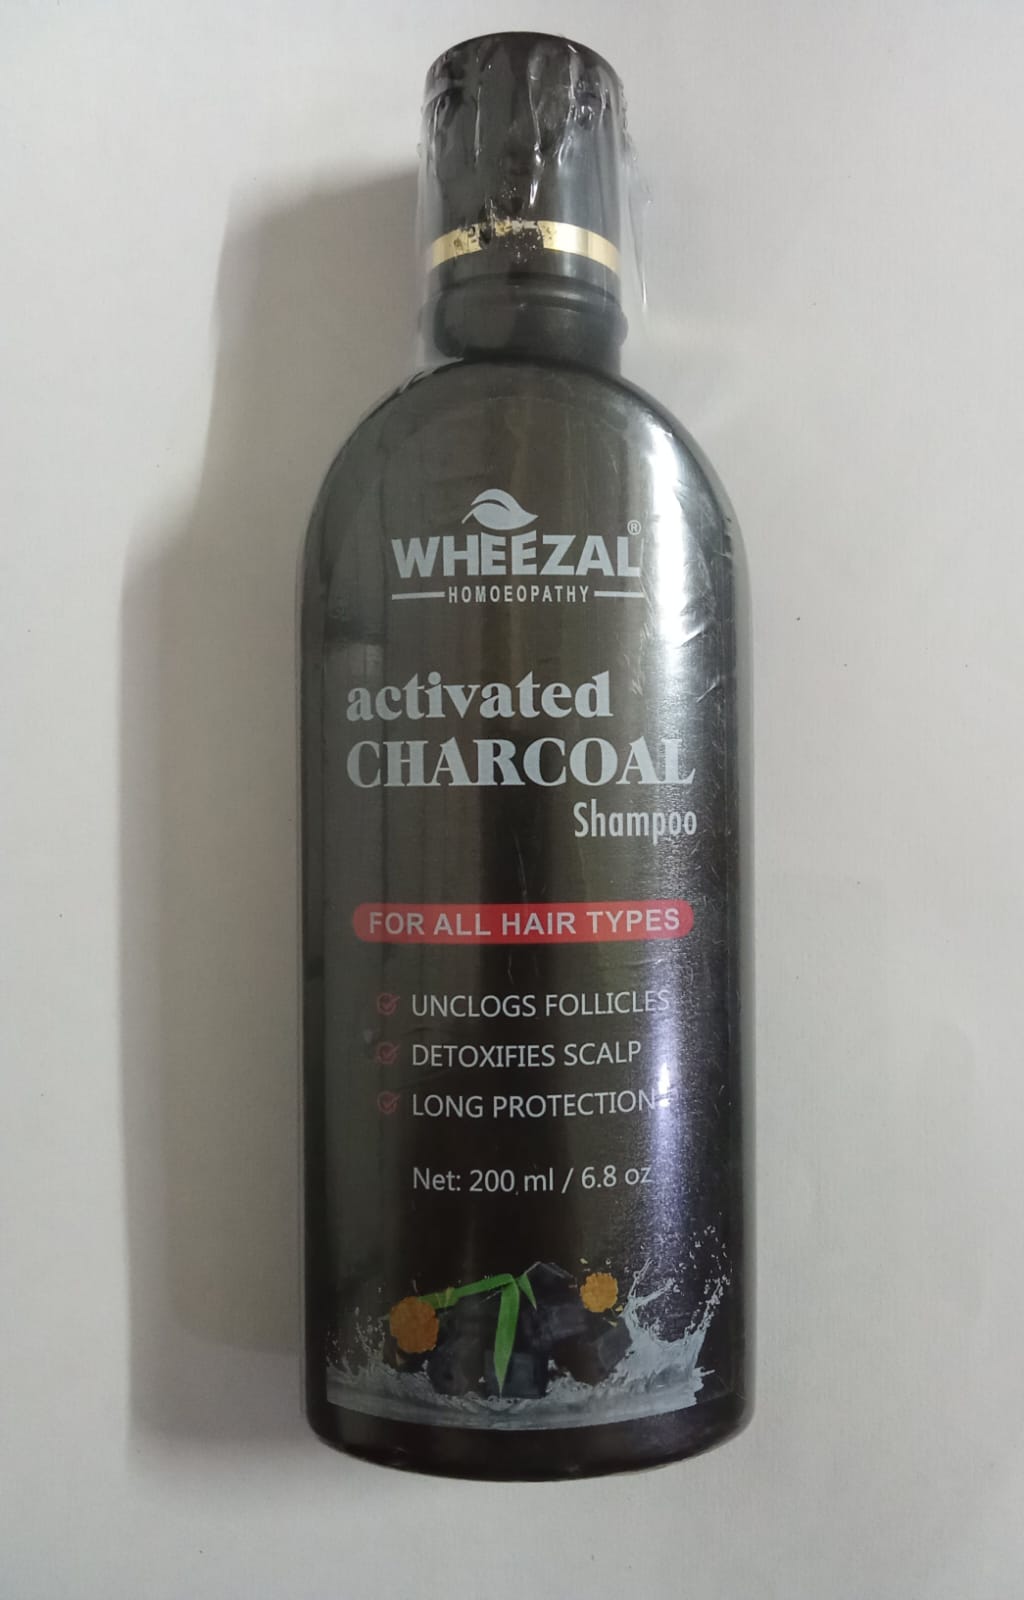 WHEEZAL®
HOMOEOPATHY
activated
CHARCOAL
Shampoo
FOR ALL HAIR TYPES
UNCLOGS FOLLICLES
DETOXIFIES SCALP
LONG PROTECTION
Net: 200 ml / 6.8 oz